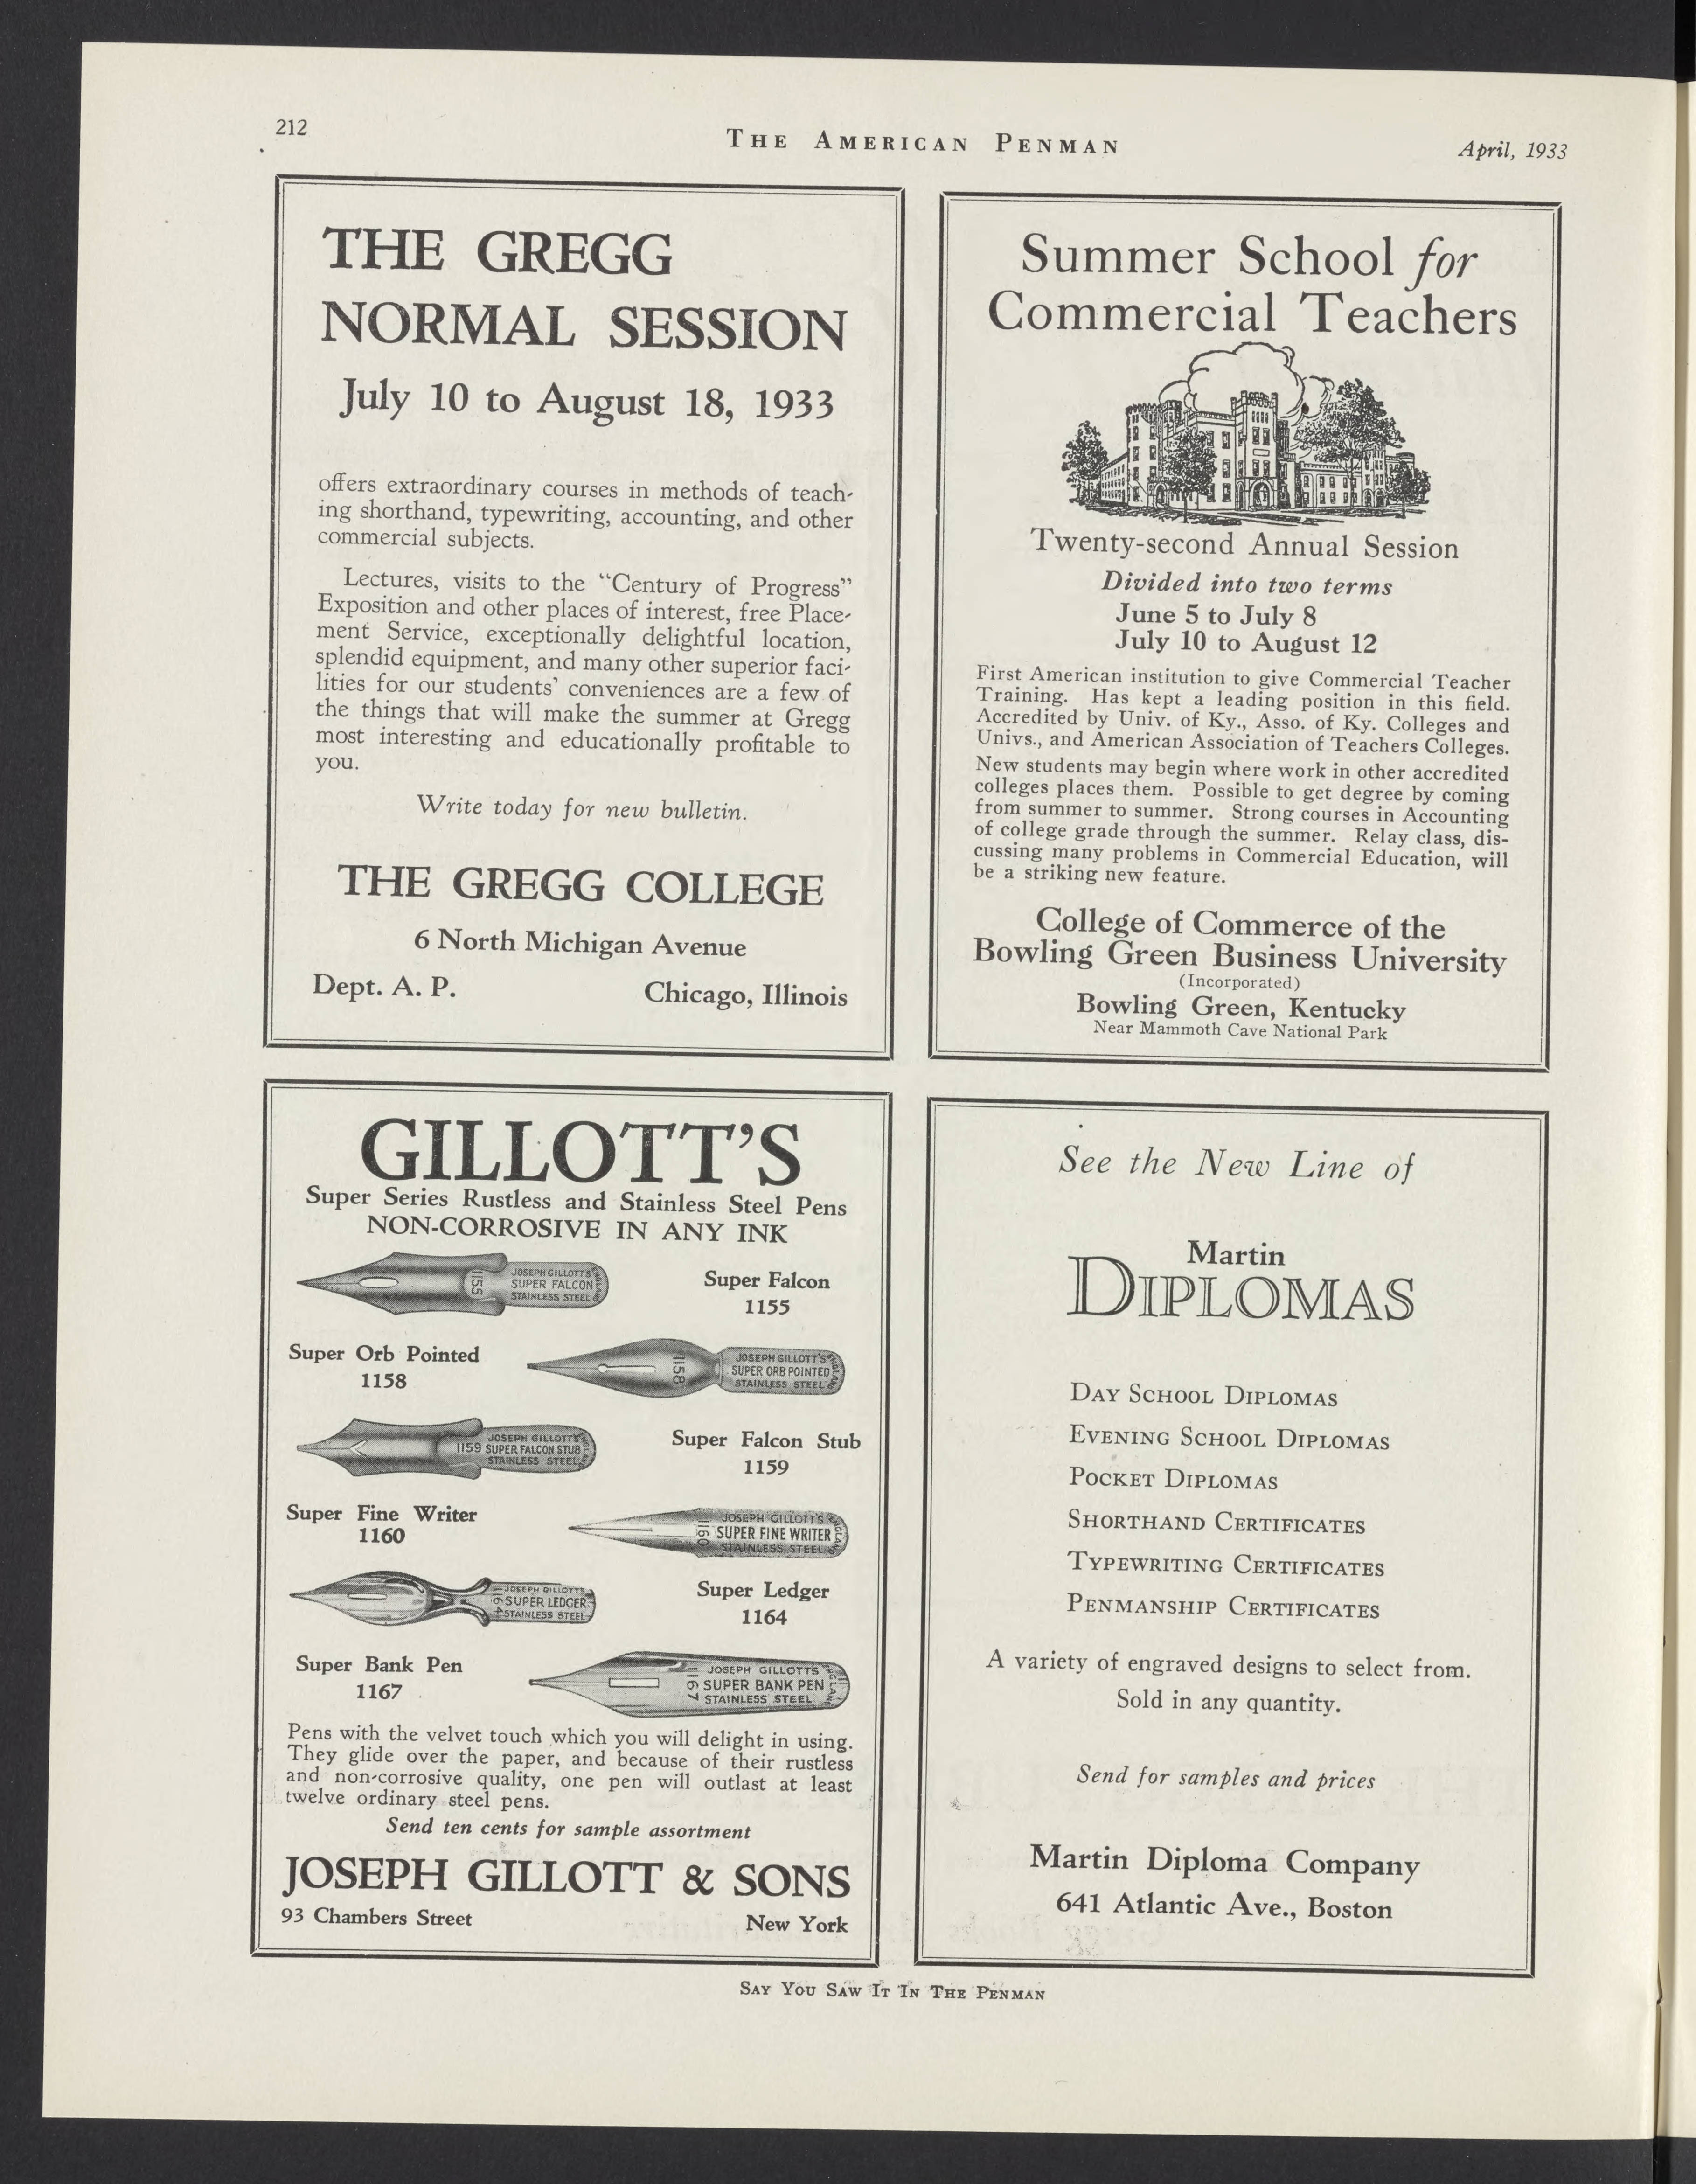 212
THE AMERICAN PENMAN
April, 1933
THE GREGG
NORMAL SESSION
July 10 to August 18, 1933
offers extraordinary courses in methods of teach-
ing shorthand, typewriting, accounting, and other
commercial subjects.
Lectures, visits to the "Century of Progress"
Exposition and other places of interest, free Place-
ment Service, exceptionally delightful location,
splendid equipment, and many other superior faci-
lities for our students' conveniences are a few of
the things that will make the summer at Gregg
most interesting and educationally profitable to
you.
Write today for new bulletin.
THE GREGG COLLEGE
6 North Michigan Avenue
Dept. A. P. Chicago, Illinois
Summer School for
Commercial Teachers
Twenty-second Annual Session
Divided into two terms
June 5 to July 8
July 10 to August 12
First American institution to give Commercial Teacher
Training. Has kept a leading position in this field.
Accredited by Univ. of Ky., Asso. of Ky. Colleges and
Univs., and American Association of Teachers Colleges.
New students may begin where work in other accredited
colleges places them. Possible to get degree by coming
from summer to summer. Strong courses in Accounting
of college grade through the summer. Relay class, dis-
cussing many problems in Commercial Education, will
be a striking new feature.
College of Commerce of the
Bowling Green Business University
(Incorporated)
Bowling Green, Kentucky
Near Mammoth Cave National Park
GILLOTT'S
Super Series Rustless and Stainless Steel Pens
NON-CORROSIVE IN ANY INK
1155
JOSEPH GILLOTT'S
SUPER FALCON
STAINLESS STEEL
ENGLAND
Super Falcon
1155
Super Orb Pointed
1158
1158
JOSEPH GILLOTT'S
SUPER ORB POINTED
STAINLESS STEEL
ENGLAND
JOSEPH GILLOTT'S
1159 SUPER FALCON STUB
STAINLESS STEEL
ENGLAND
Super Falcon Stub
1159
Super Fine Writer
1160
1160
JOSEPH GILLOTT'S
SUPER FINE WRITER
STAINLESS STEEL
ENGLAND
1164
JOSEPH GILLOTT'S
SUPER LEDGER
STAINLESS STEEL
Super Ledger
1164
Super Bank Pen
1167
1167
JOSEPH GILLOTT'S
SUPER BANK PEN
STAINLESS STEEL
ENGLAND
Pens with the velvet touch which you will delight in using.
They glide over the paper, and because of their rustless
and non-corrosive quality, one pen will outlast at least
twelve ordinary steel pens.
Send ten cents for sample assortment
JOSEPH GILLOTT & SONS
93 Chambers Street New York
See the New Line of
Martin
DIPLOMAS
DAY SCHOOL DIPLOMAS
EVENING SCHOOL DIPLOMAS
POCKET DIPLOMAS
SHORTHAND CERTIFICATES
TYPEWRITING CERTIFICATES
PENMANSHIP CERTIFICATES
A variety of engraved designs to select from.
Sold in any quantity.
Send for samples and prices
Martin Diploma Company
641 Atlantic Ave., Boston
SAY YOU SAW IT IN THE PENMAN